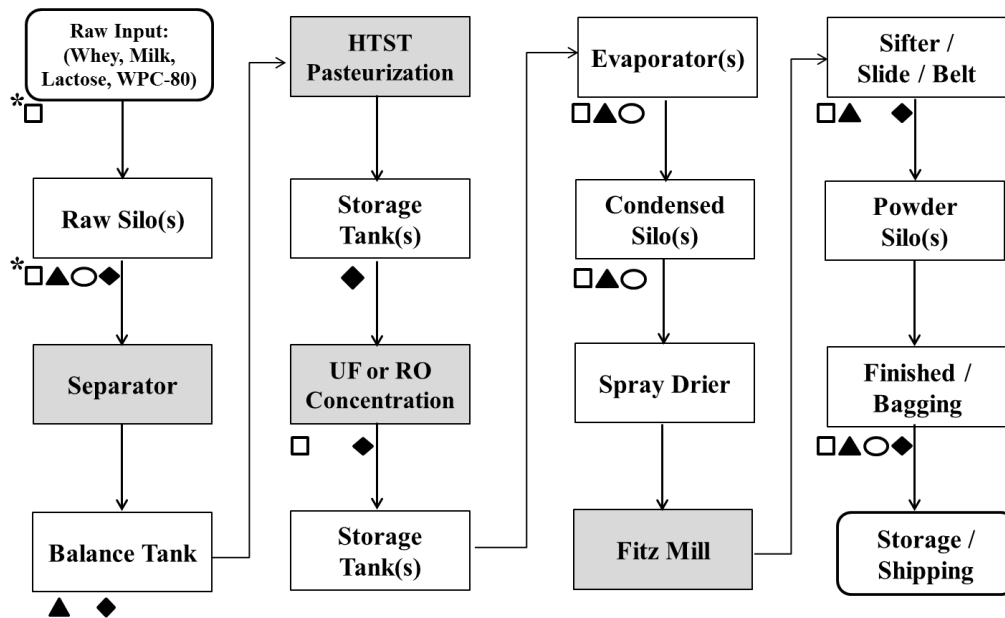 Raw Input:
(Whey, Milk,
Lactose, WPC-80)
*
Raw Silo(s)
*
Separator
Balance Tank
HTST
Pasteurization
Storage
Tank(s)
UF or RO
Concentration
Storage
Tank(s)
Evaporator(s)
Condensed
Silo(s)
Spray Drier
Fitz Mill
Sifter /
Slide / Belt
Powder
Silo(s)
Finished /
Bagging
Storage /
Shipping